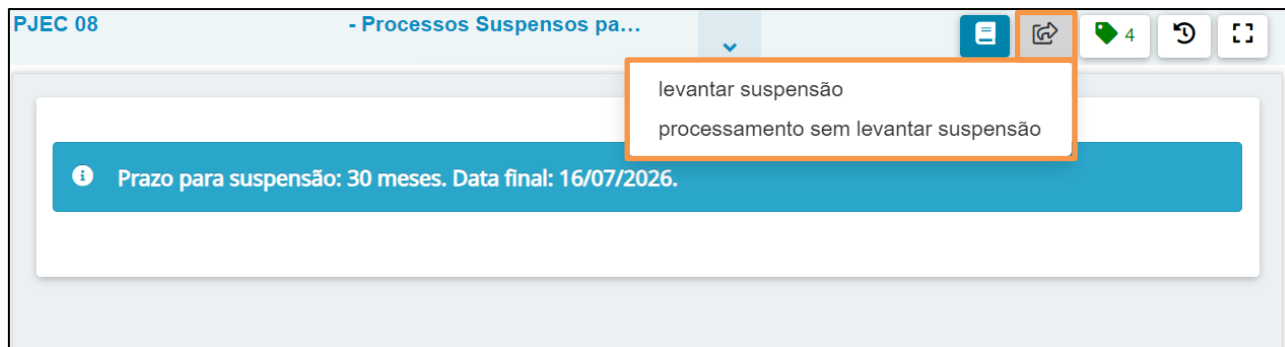 PJEC 08 - Processos Suspensos pa...
4
levantar suspensão
processamento sem levantar suspensão
Prazo para suspensão: 30 meses. Data final: 16/07/2026.